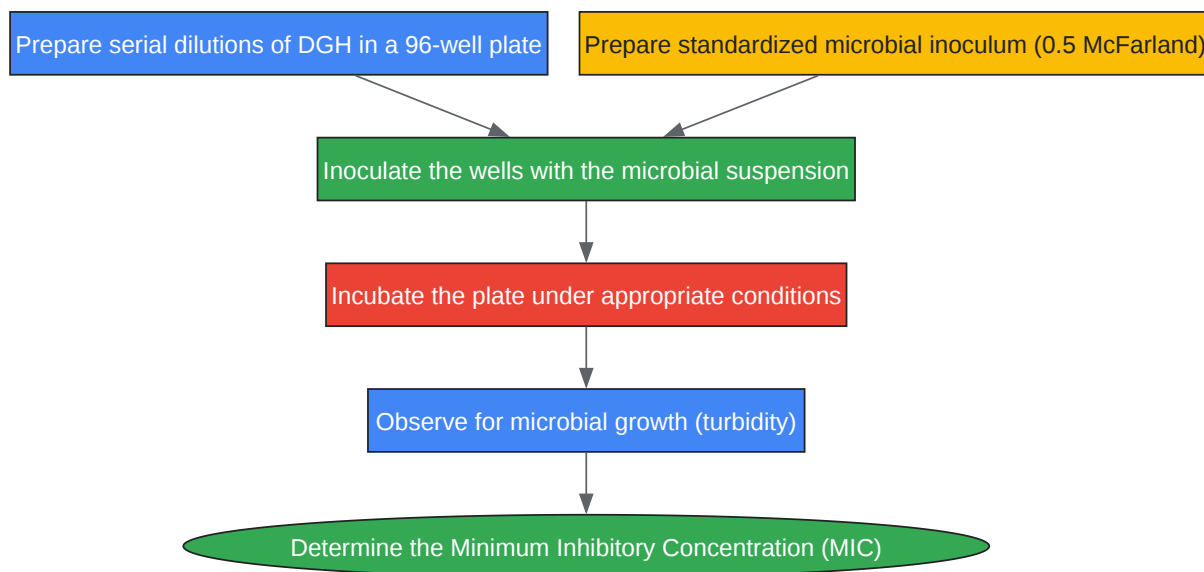 Prepare serial dilutions of DGH in a 96-well plate
Prepare standardized microbial inoculum (0.5 McFarland)
Inoculate the wells with the microbial suspension
Incubate the plate under appropriate conditions
Observe for microbial growth (turbidity)
Determine the Minimum Inhibitory Concentration (MIC)